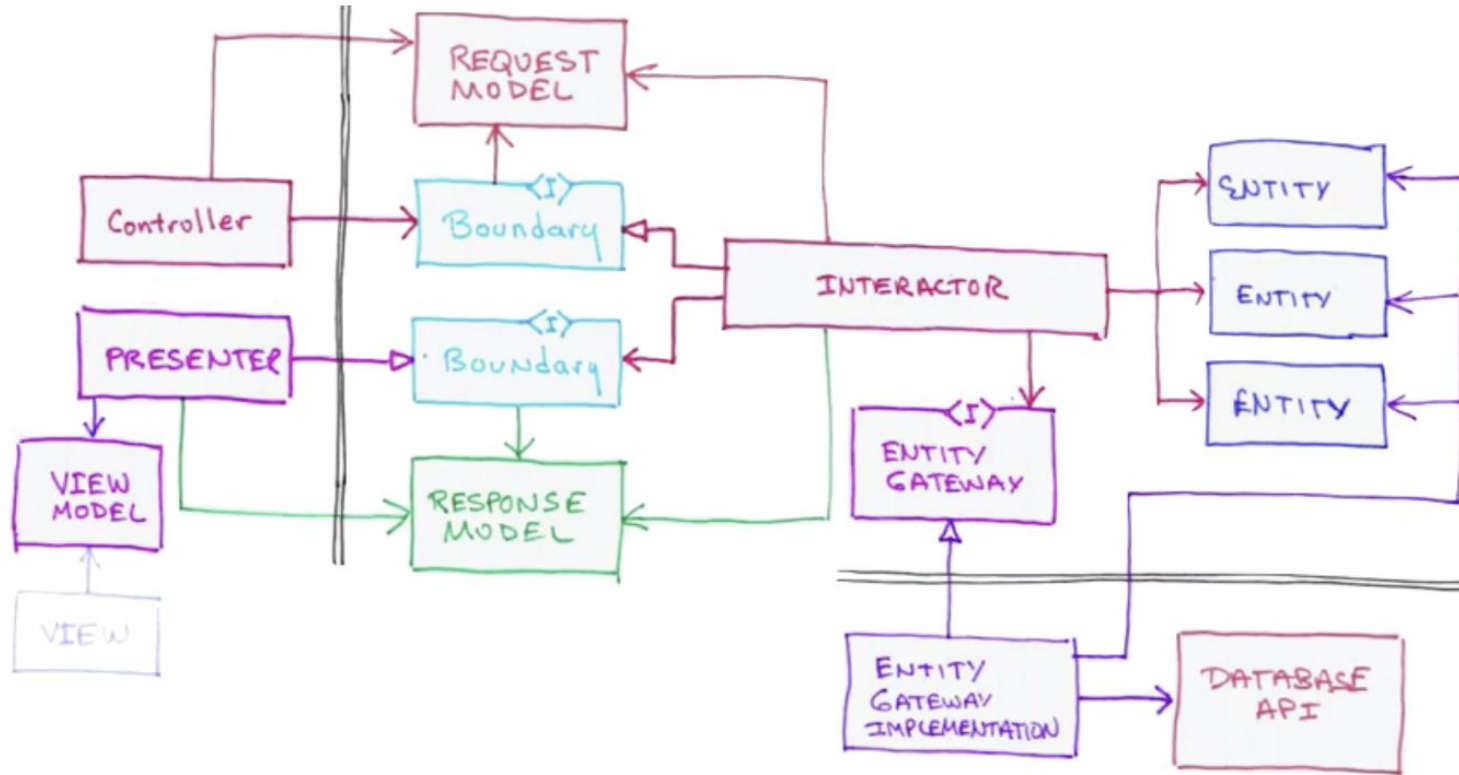 REQUEST
MODEL
Controller
<I>
Boundary
INTERACTOR
ENTITY
ENTITY
ENTITY
PRESENTER
<I>
Boundary
VIEW
MODEL
RESPONSE
MODEL
<I>
ENTITY
GATEWAY
VIEW
ENTITY
GATEWAY
IMPLEMENTATION
DATABASE
API